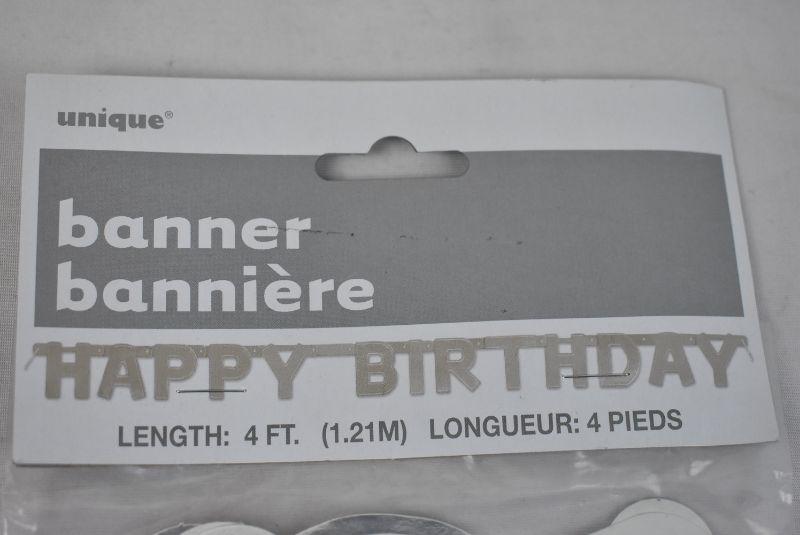 unique®
banner
bannière
HAPPY BIRTHDAY
LENGTH: 4 FT. (1.21M) LONGUEUR: 4 PIEDS